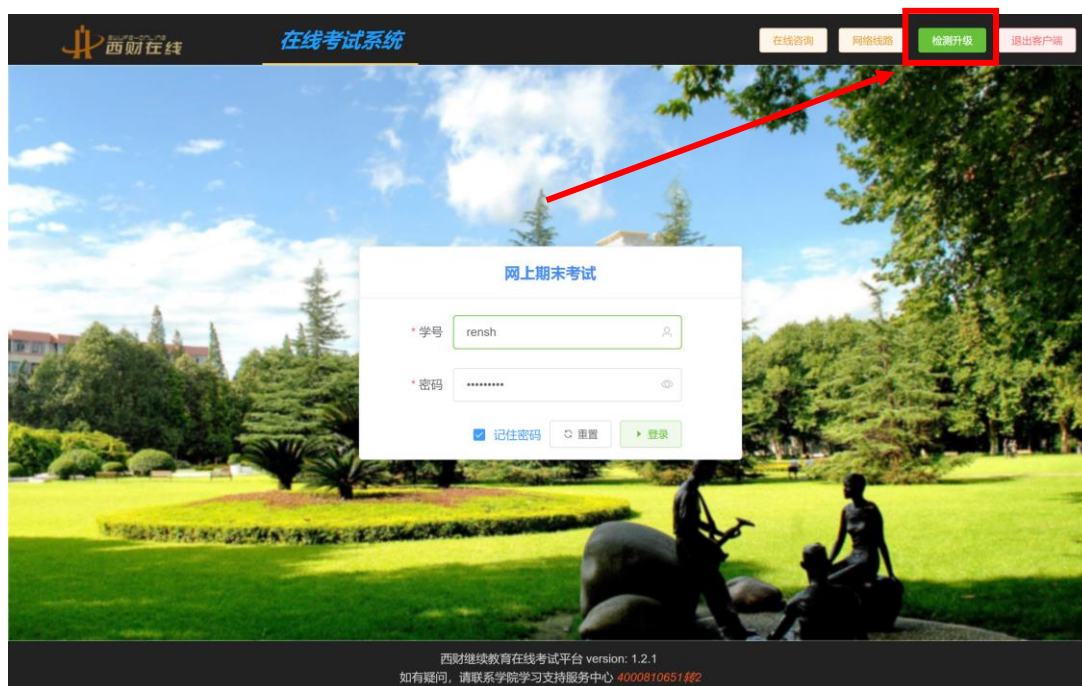 西财在线
在线考试系统
在线咨询
网络线路
检测升级
退出客户端
网上期末考试
* 学号
rensh
* 密码
•••••••••
记住密码
重置
登录
西财继续教育在线考试平台 version: 1.2.1
如有疑问，请联系学院学习支持服务中心 4000810651转2